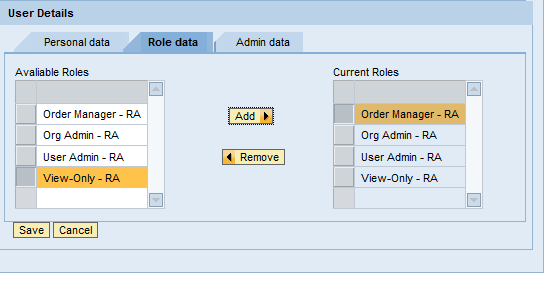 User Details
Personal data
Role data
Admin data
Avaliable Roles
Order Manager - RA
Org Admin - RA
User Admin - RA
View-Only - RA
Add
Remove
Current Roles
Order Manager - RA
Org Admin - RA
User Admin - RA
View-Only - RA
Save
Cancel